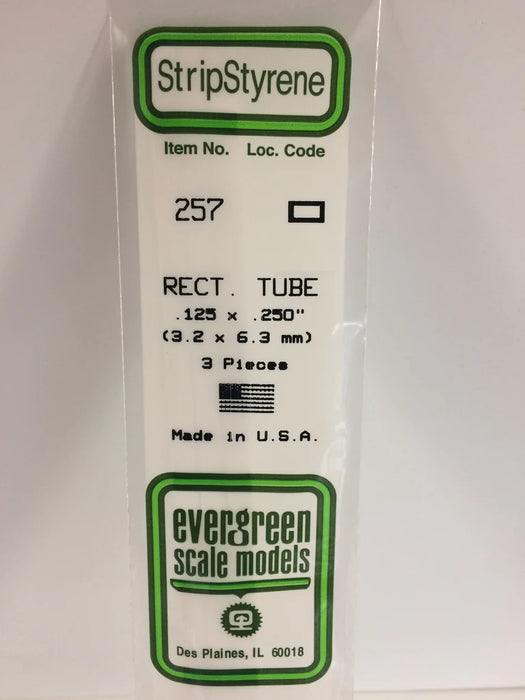 StripStyrene
Item No. Loc. Code
257
RECT. TUBE
.125 x .250"
(3.2 x 6.3 mm)
3 Pieces
Made in U.S.A.
evergreen
scale models
Des Plaines, IL 60018